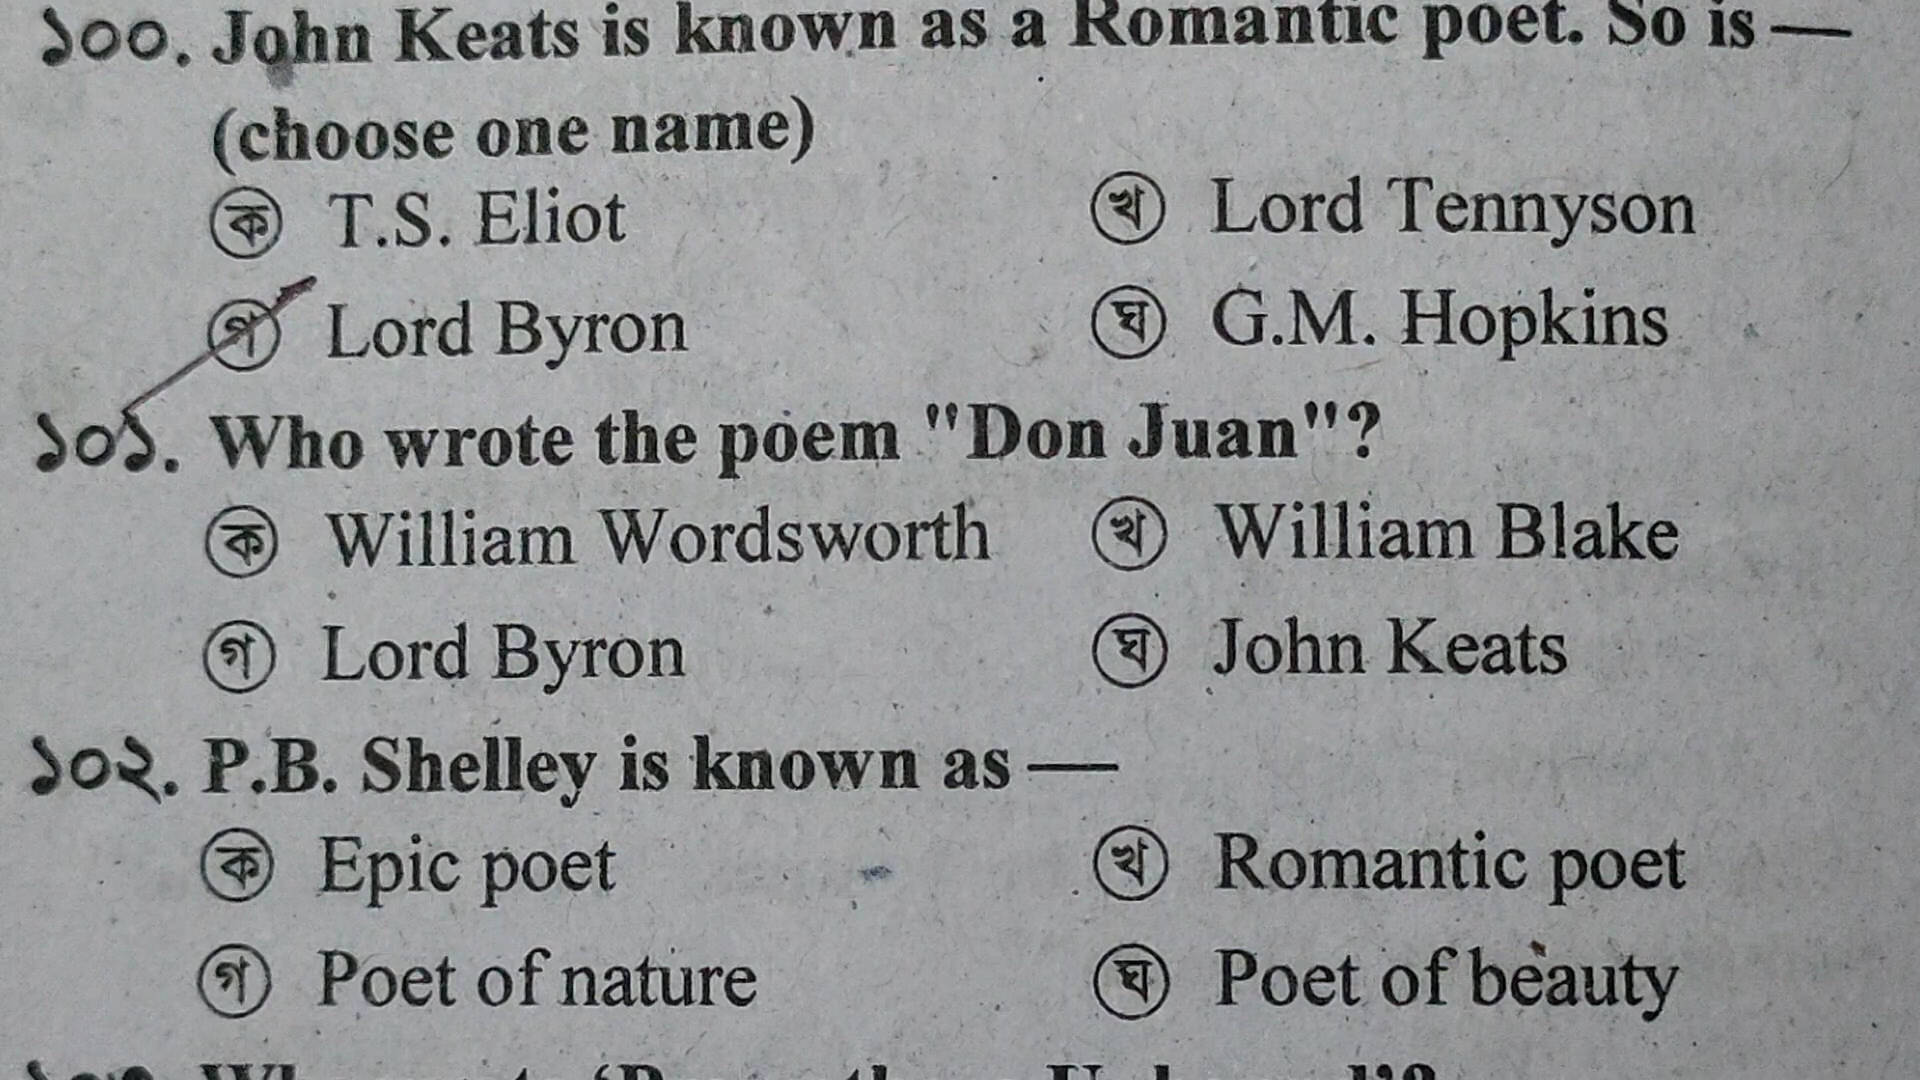 ১০০. John Keats is known as a Romantic poet. So is —
(choose one name)
ক T.S. Eliot খ Lord Tennyson
গ Lord Byron ঘ G.M. Hopkins
১০১. Who wrote the poem "Don Juan"?
ক William Wordsworth খ William Blake
গ Lord Byron ঘ John Keats
১০২. P.B. Shelley is known as —
ক Epic poet খ Romantic poet
গ Poet of nature ঘ Poet of beauty